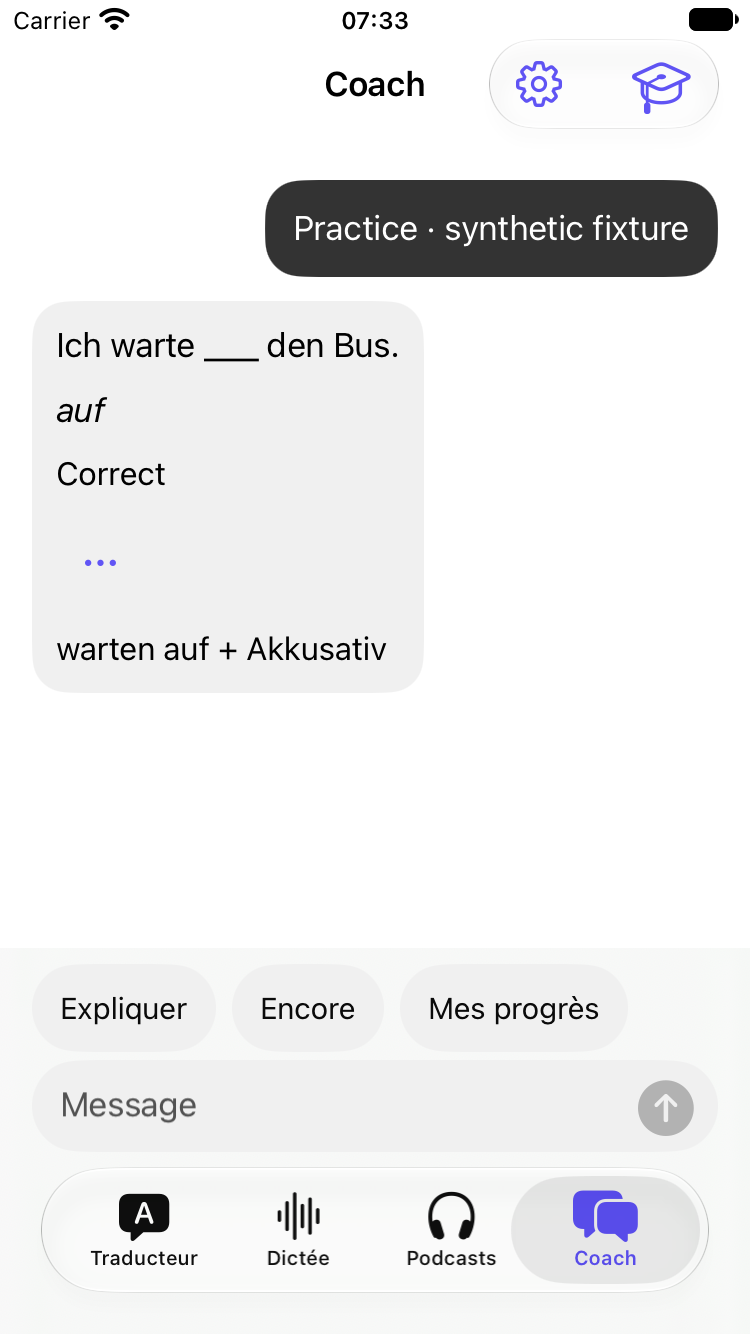 Carrier 07:33
Coach
Practice · synthetic fixture
Ich warte ___ den Bus.
auf
Correct
...
warten auf + Akkusativ
Expliquer Encore Mes progrès
Message
A
Traducteur Dictée Podcasts Coach